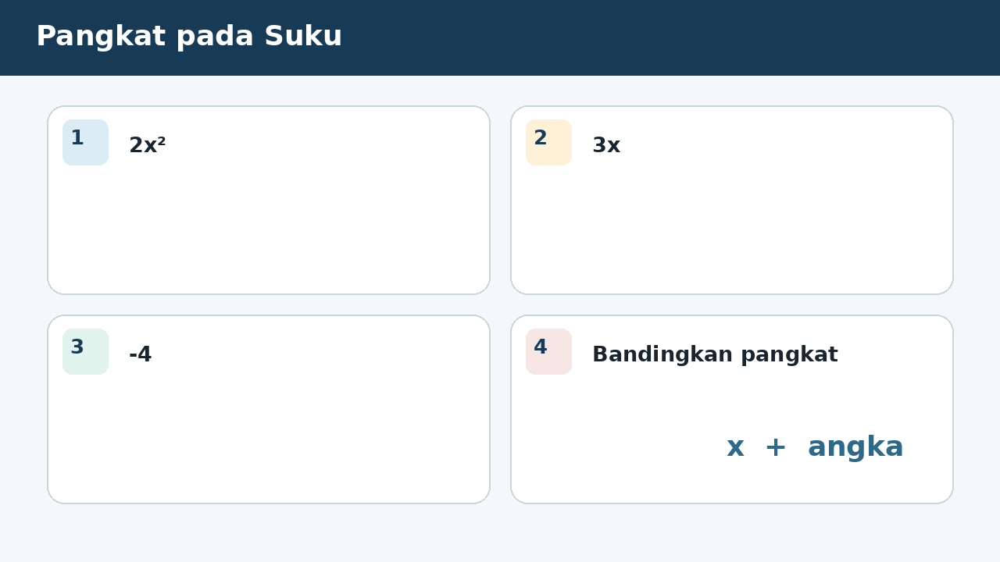 Pangkat pada Suku
1
2x²
2
3x
3
-4
4
Bandingkan pangkat
x + angka